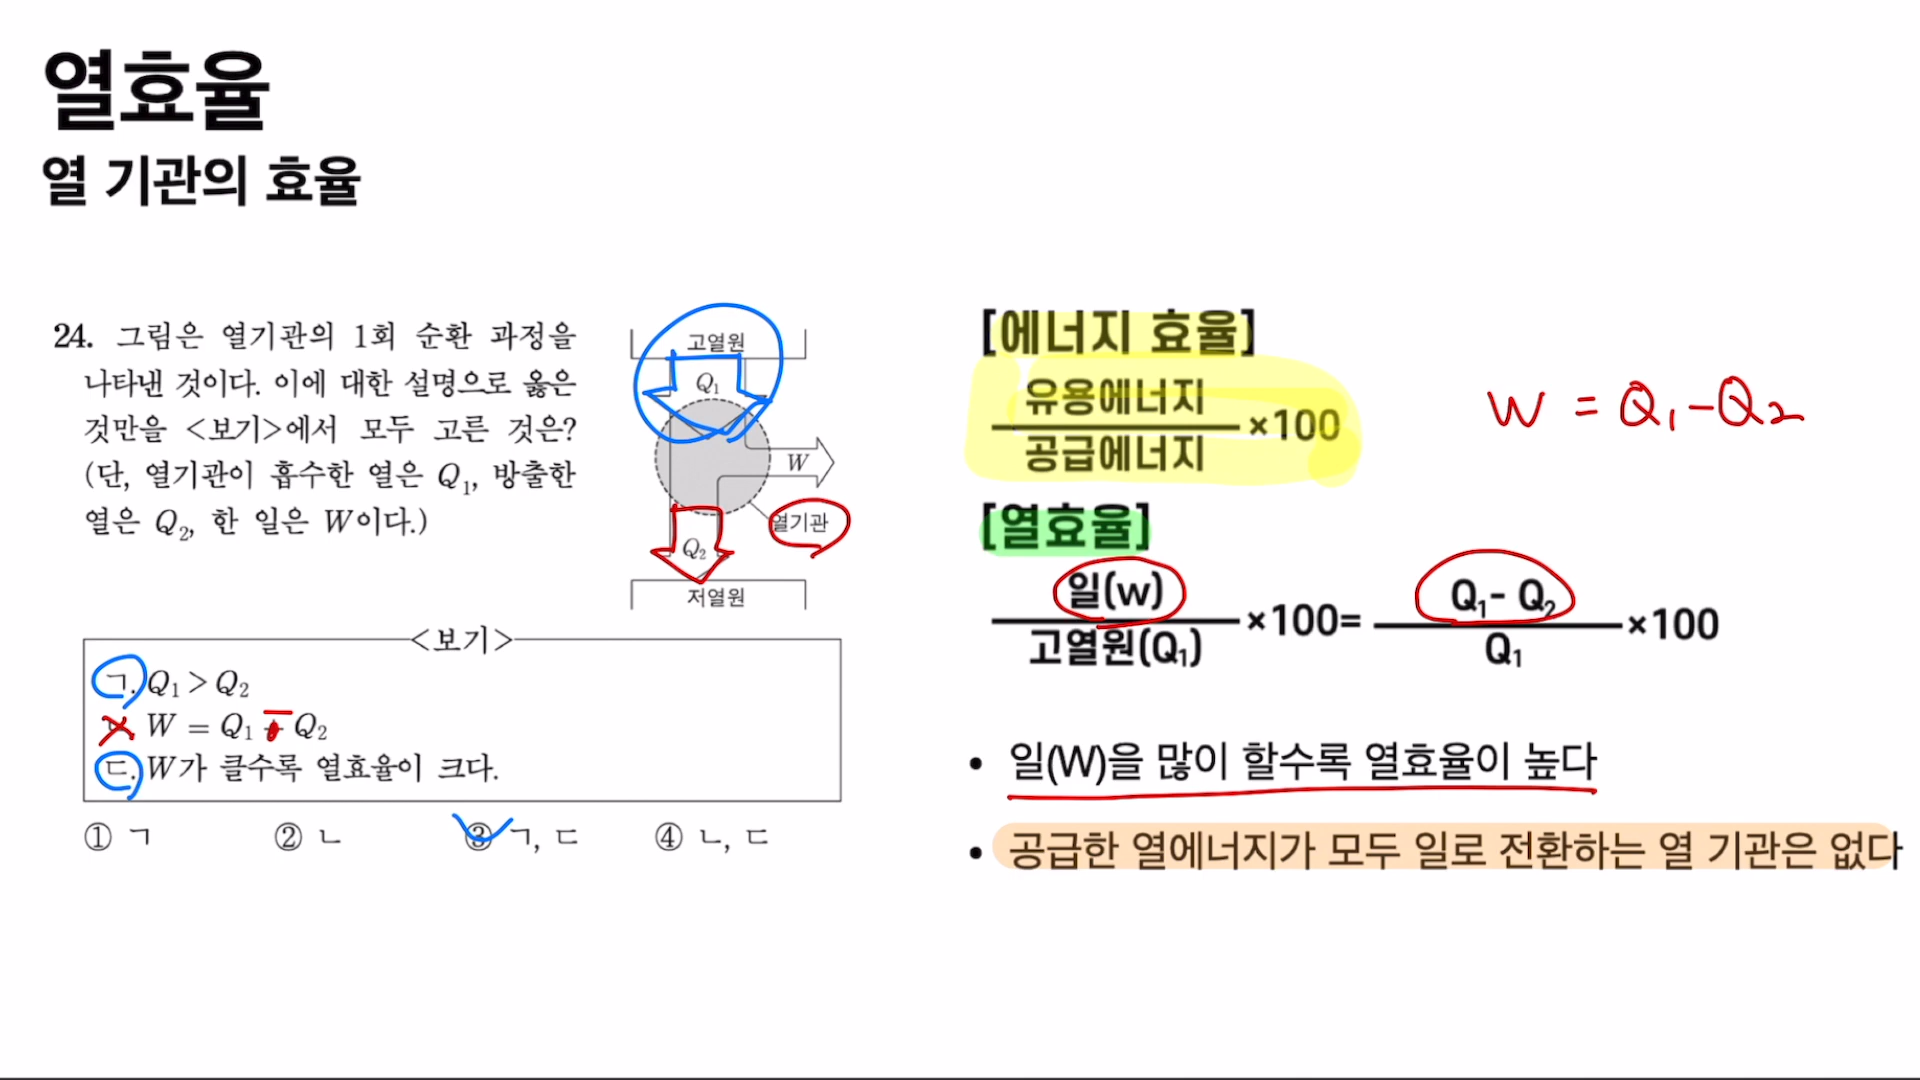 열효율
열 기관의 효율
24. 그림은 열기관의 1회 순환 과정을
나타낸 것이다. 이에 대한 설명으로 옳은
것만을 <보기>에서 모두 고른 것은?
(단, 열기관이 흡수한 열은 Q₁, 방출한
열은 Q₂, 한 일은 W이다.)
고열원
Q₁
W
열기관
Q₂
저열원
<보기>
ㄱ. Q₁ > Q₂
W = Q₁ - Q₂
ㄷ. W가 클수록 열효율이 크다.
① ㄱ ② ㄴ ③ ㄱ, ㄷ ④ ㄴ, ㄷ
[에너지 효율]
유용에너지
×100
공급에너지
W = Q₁-Q₂
[열효율]
일(w) Q₁- Q₂
×100= ×100
고열원(Q₁) Q₁
• 일(W)을 많이 할수록 열효율이 높다
• 공급한 열에너지가 모두 일로 전환하는 열 기관은 없다